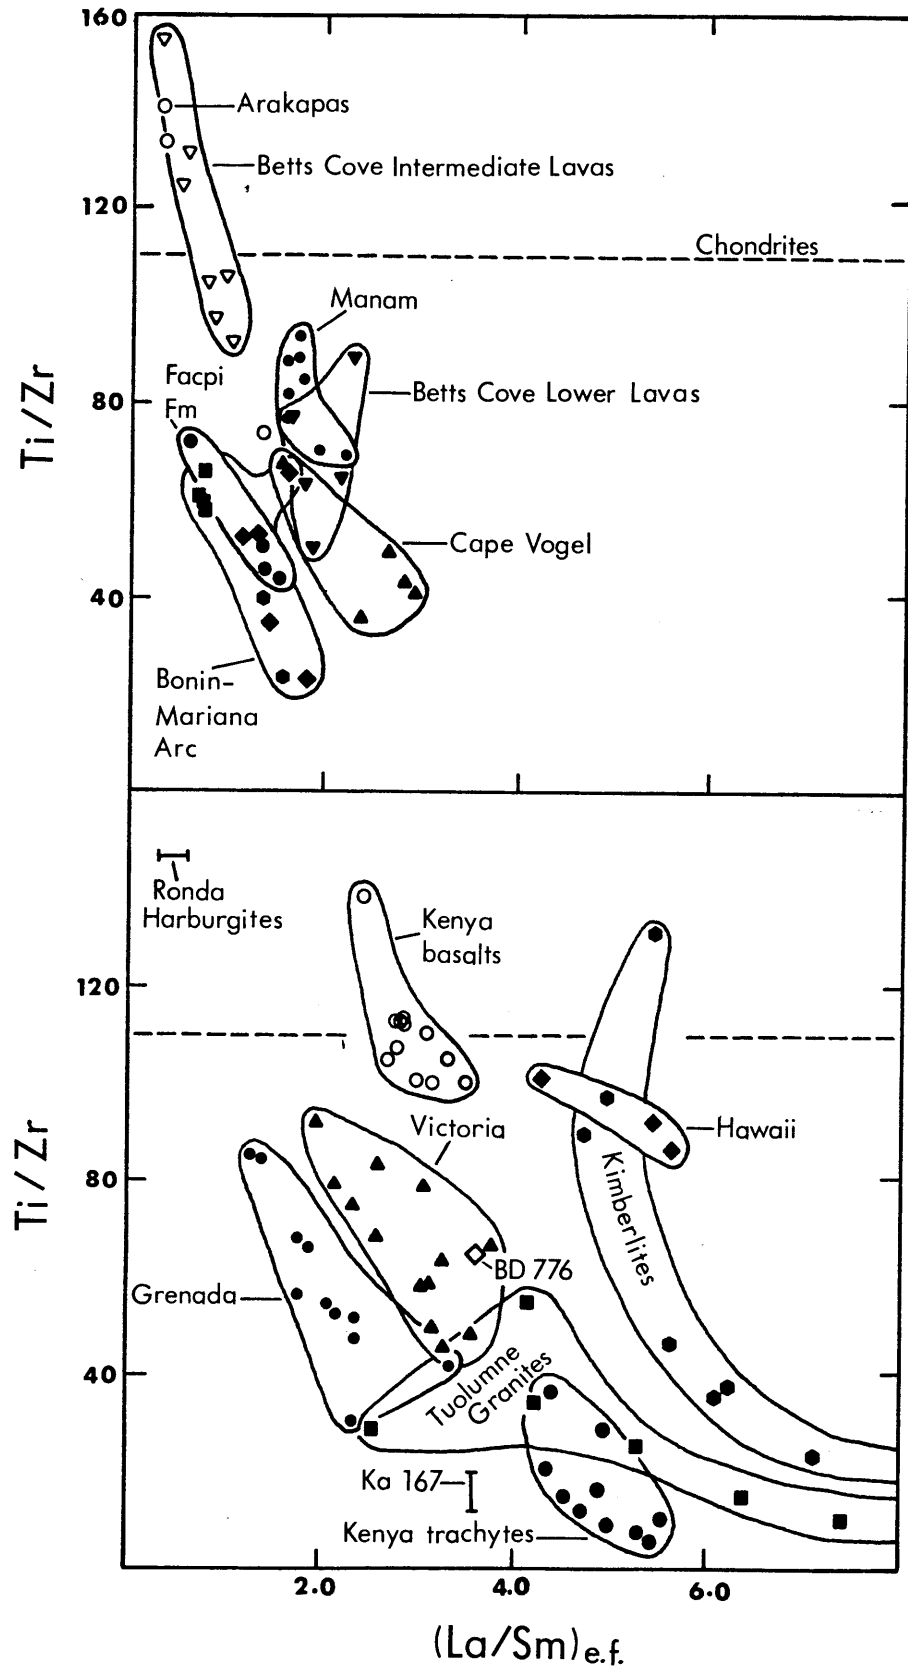 160
Arakapas
Betts Cove Intermediate Lavas
120
Chondrites
Manam
Facpi
Fm
80
Betts Cove Lower Lavas
Ti/Zr
Cape Vogel
40
Bonin-
Mariana
Arc
Ronda
Harburgites
Kenya
basalts
120
Victoria
Hawaii
80
Kimberlites
Ti/Zr
BD 776
Grenada
Tuolumne
Granites
40
Ka 167
Kenya trachytes
2.0 4.0 6.0
(La/Sm)e.f.